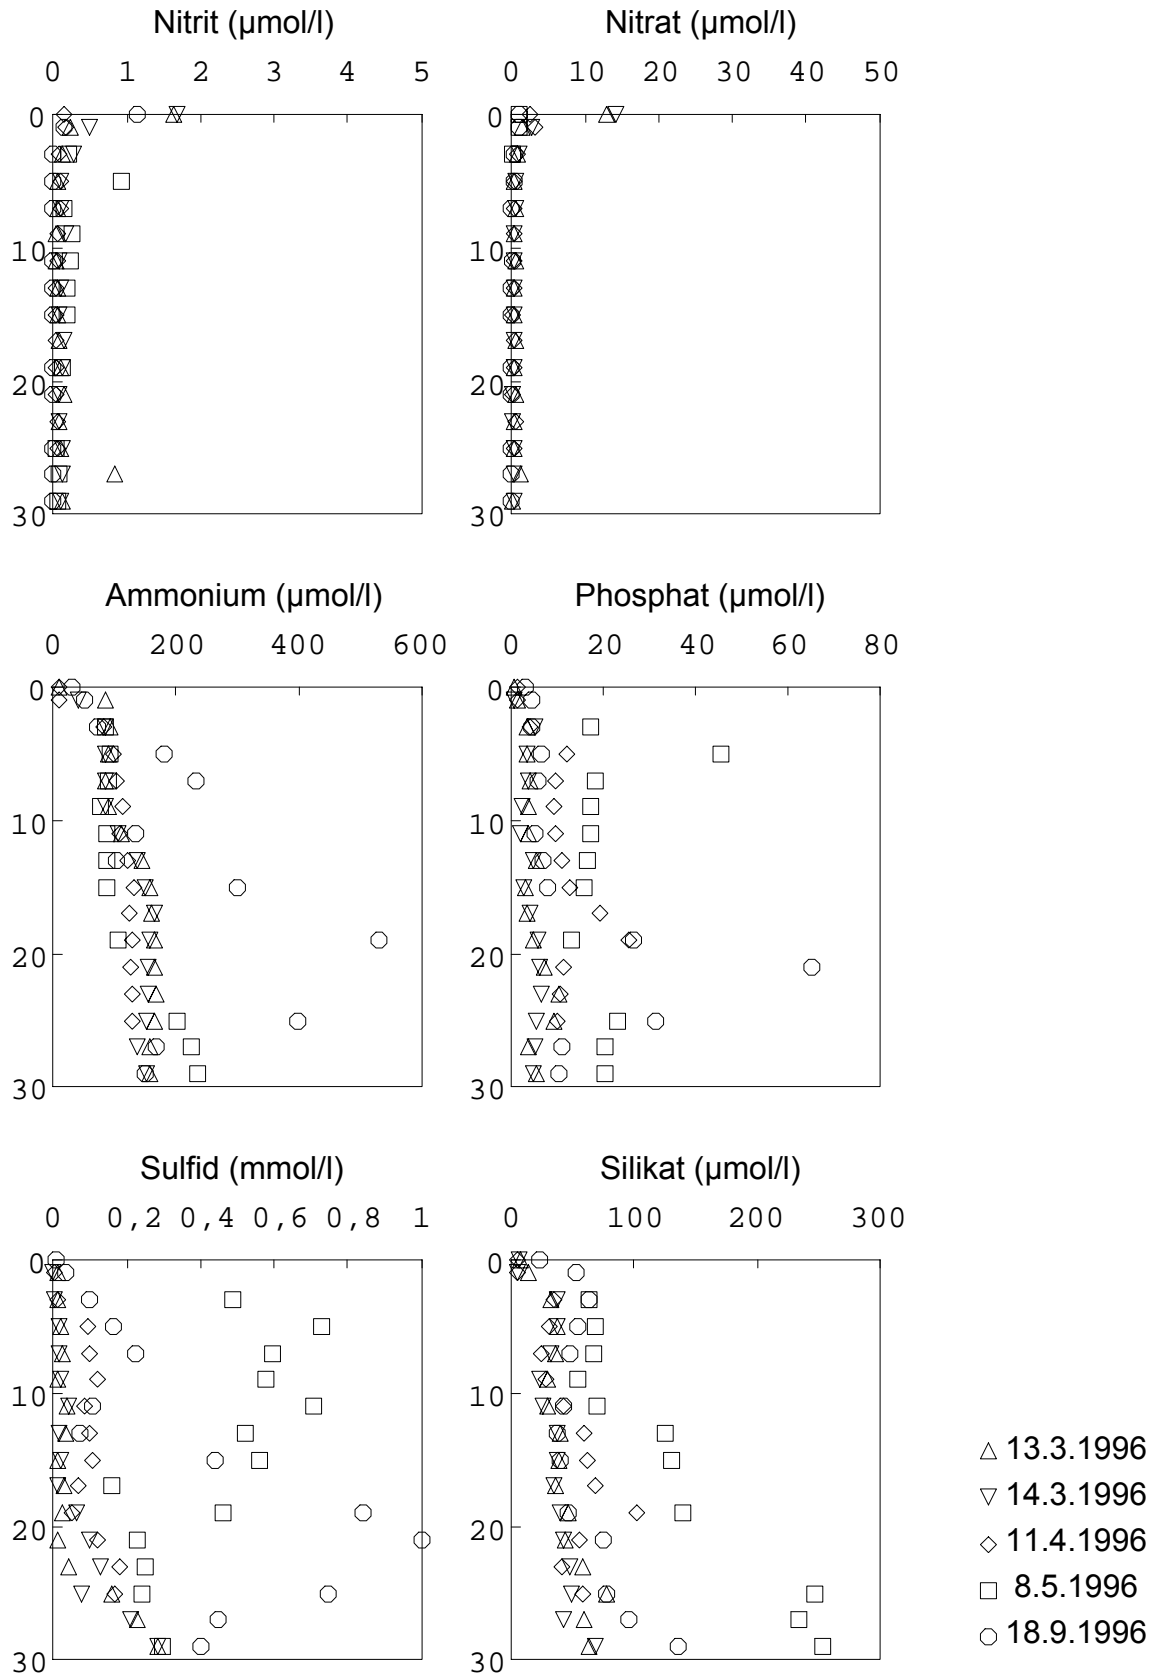 Nitrit (µmol/l)
Nitrat (µmol/l)
0 1 2 3 4 5
0 10 20 30 40 50
0
10
20
30
0
10
20
30
Ammonium (µmol/l)
Phosphat (µmol/l)
0 200 400 600
0 20 40 60 80
0
10
20
30
0
10
20
30
Sulfid (mmol/l)
Silikat (µmol/l)
0 0,2 0,4 0,6 0,8 1
0 100 200 300
0
10
20
30
0
10
20
30
13.3.1996
14.3.1996
11.4.1996
8.5.1996
18.9.1996